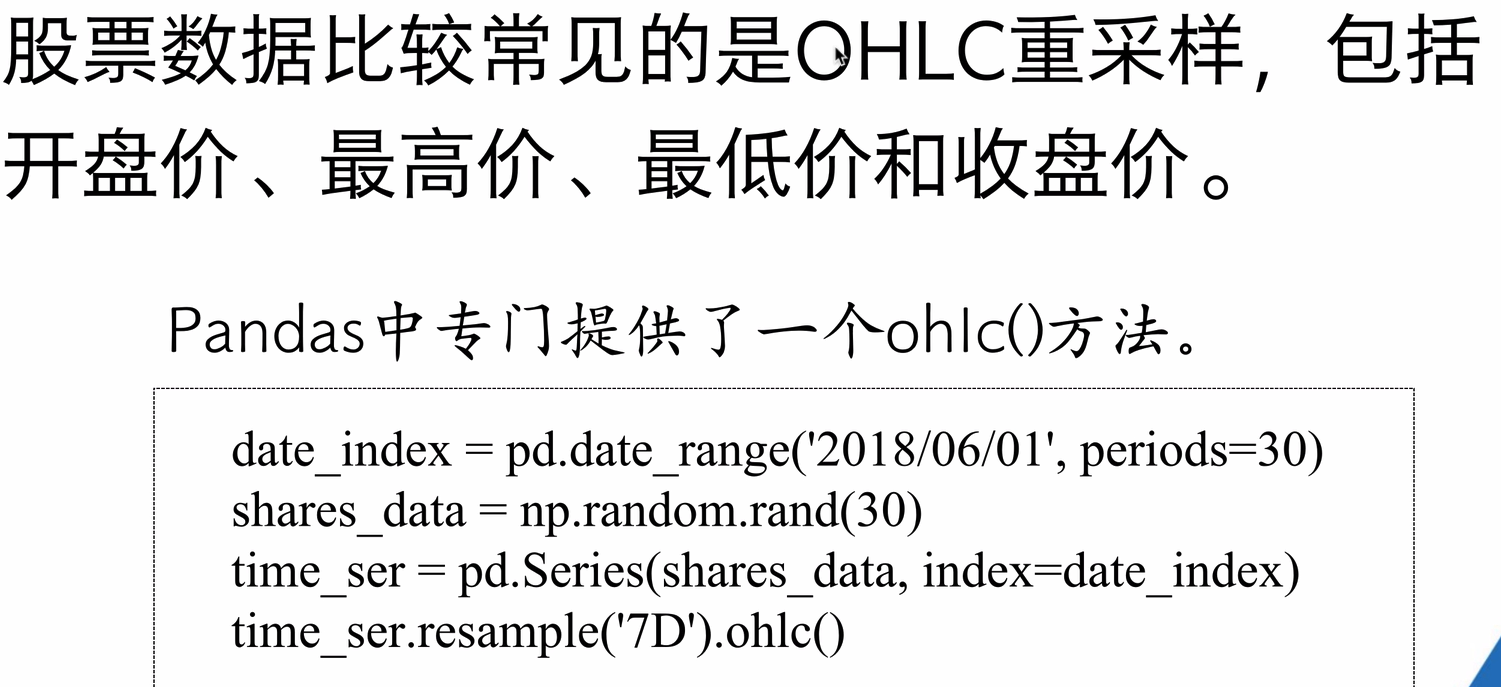 股票数据比较常见的是OHLC重采样，包括
开盘价、最高价、最低价和收盘价。
Pandas中专门提供了一个ohlc()方法。
date_index = pd.date_range('2018/06/01', periods=30)
shares_data = np.random.rand(30)
time_ser = pd.Series(shares_data, index=date_index)
time_ser.resample('7D').ohlc()